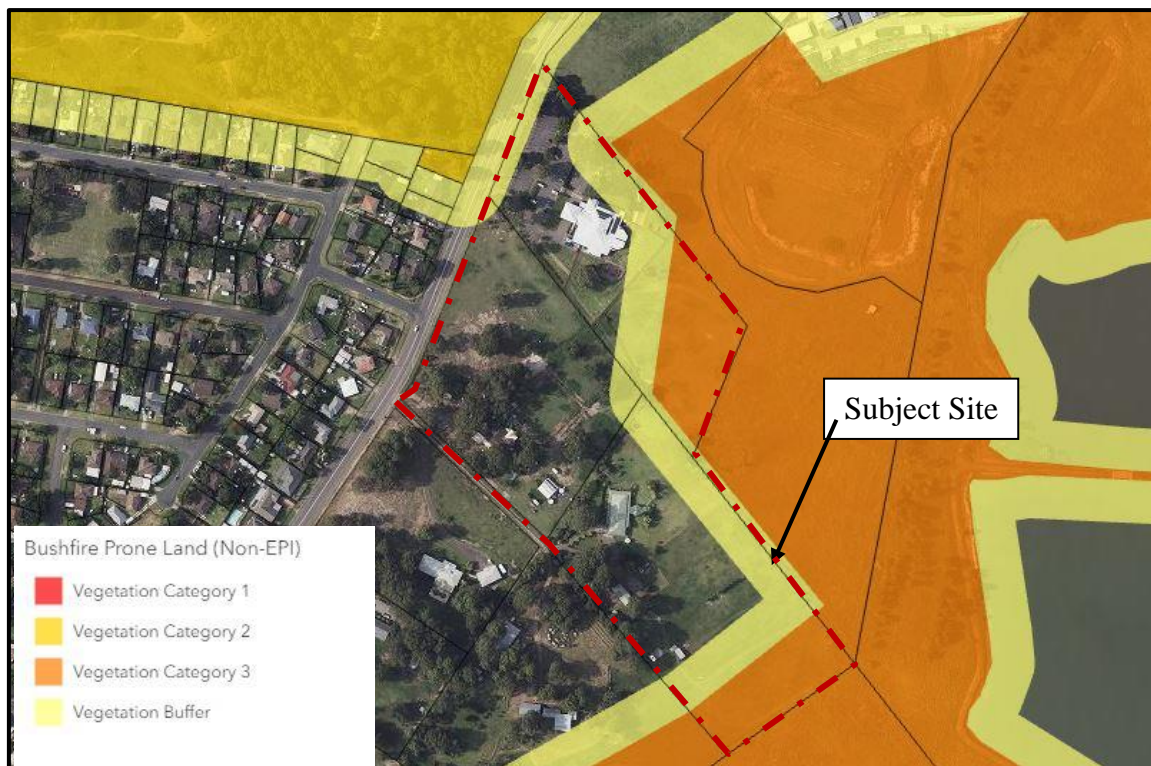 Subject Site
Bushfire Prone Land (Non-EPI)
Vegetation Category 1
Vegetation Category 2
Vegetation Category 3
Vegetation Buffer